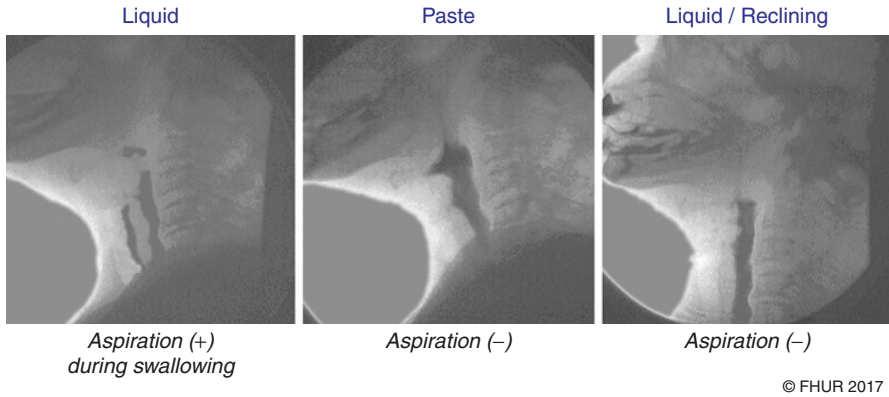 Liquid
Paste
Liquid / Reclining
Aspiration (+)
during swallowing
Aspiration (−)
Aspiration (−)
© FHUR 2017